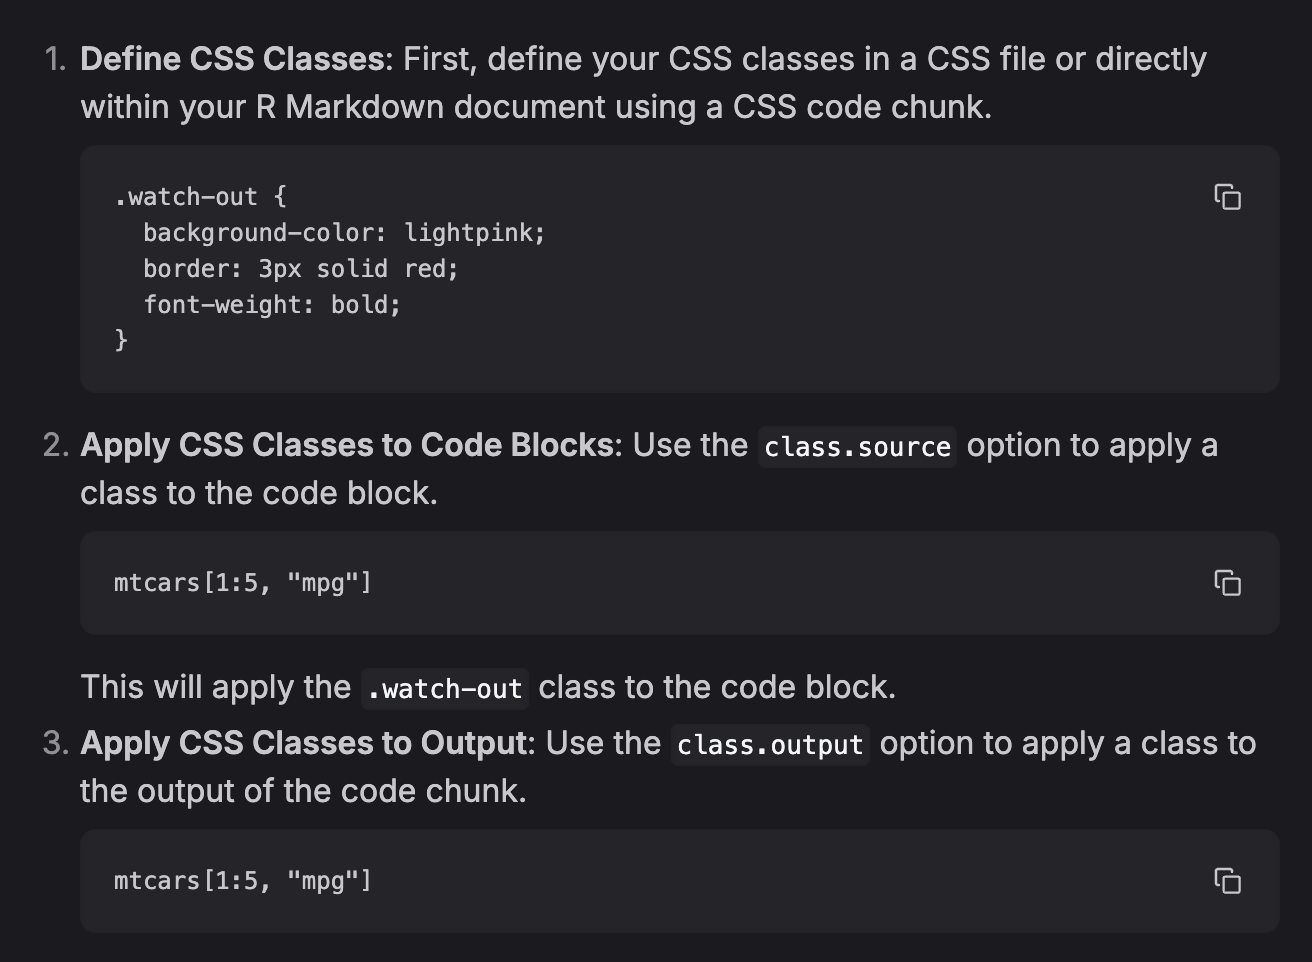 1. Define CSS Classes: First, define your CSS classes in a CSS file or directly
within your R Markdown document using a CSS code chunk.
.watch-out {
  background-color: lightpink;
  border: 3px solid red;
  font-weight: bold;
}
2. Apply CSS Classes to Code Blocks: Use the class.source option to apply a
class to the code block.
mtcars[1:5, "mpg"]
This will apply the .watch-out class to the code block.
3. Apply CSS Classes to Output: Use the class.output option to apply a class to
the output of the code chunk.
mtcars[1:5, "mpg"]